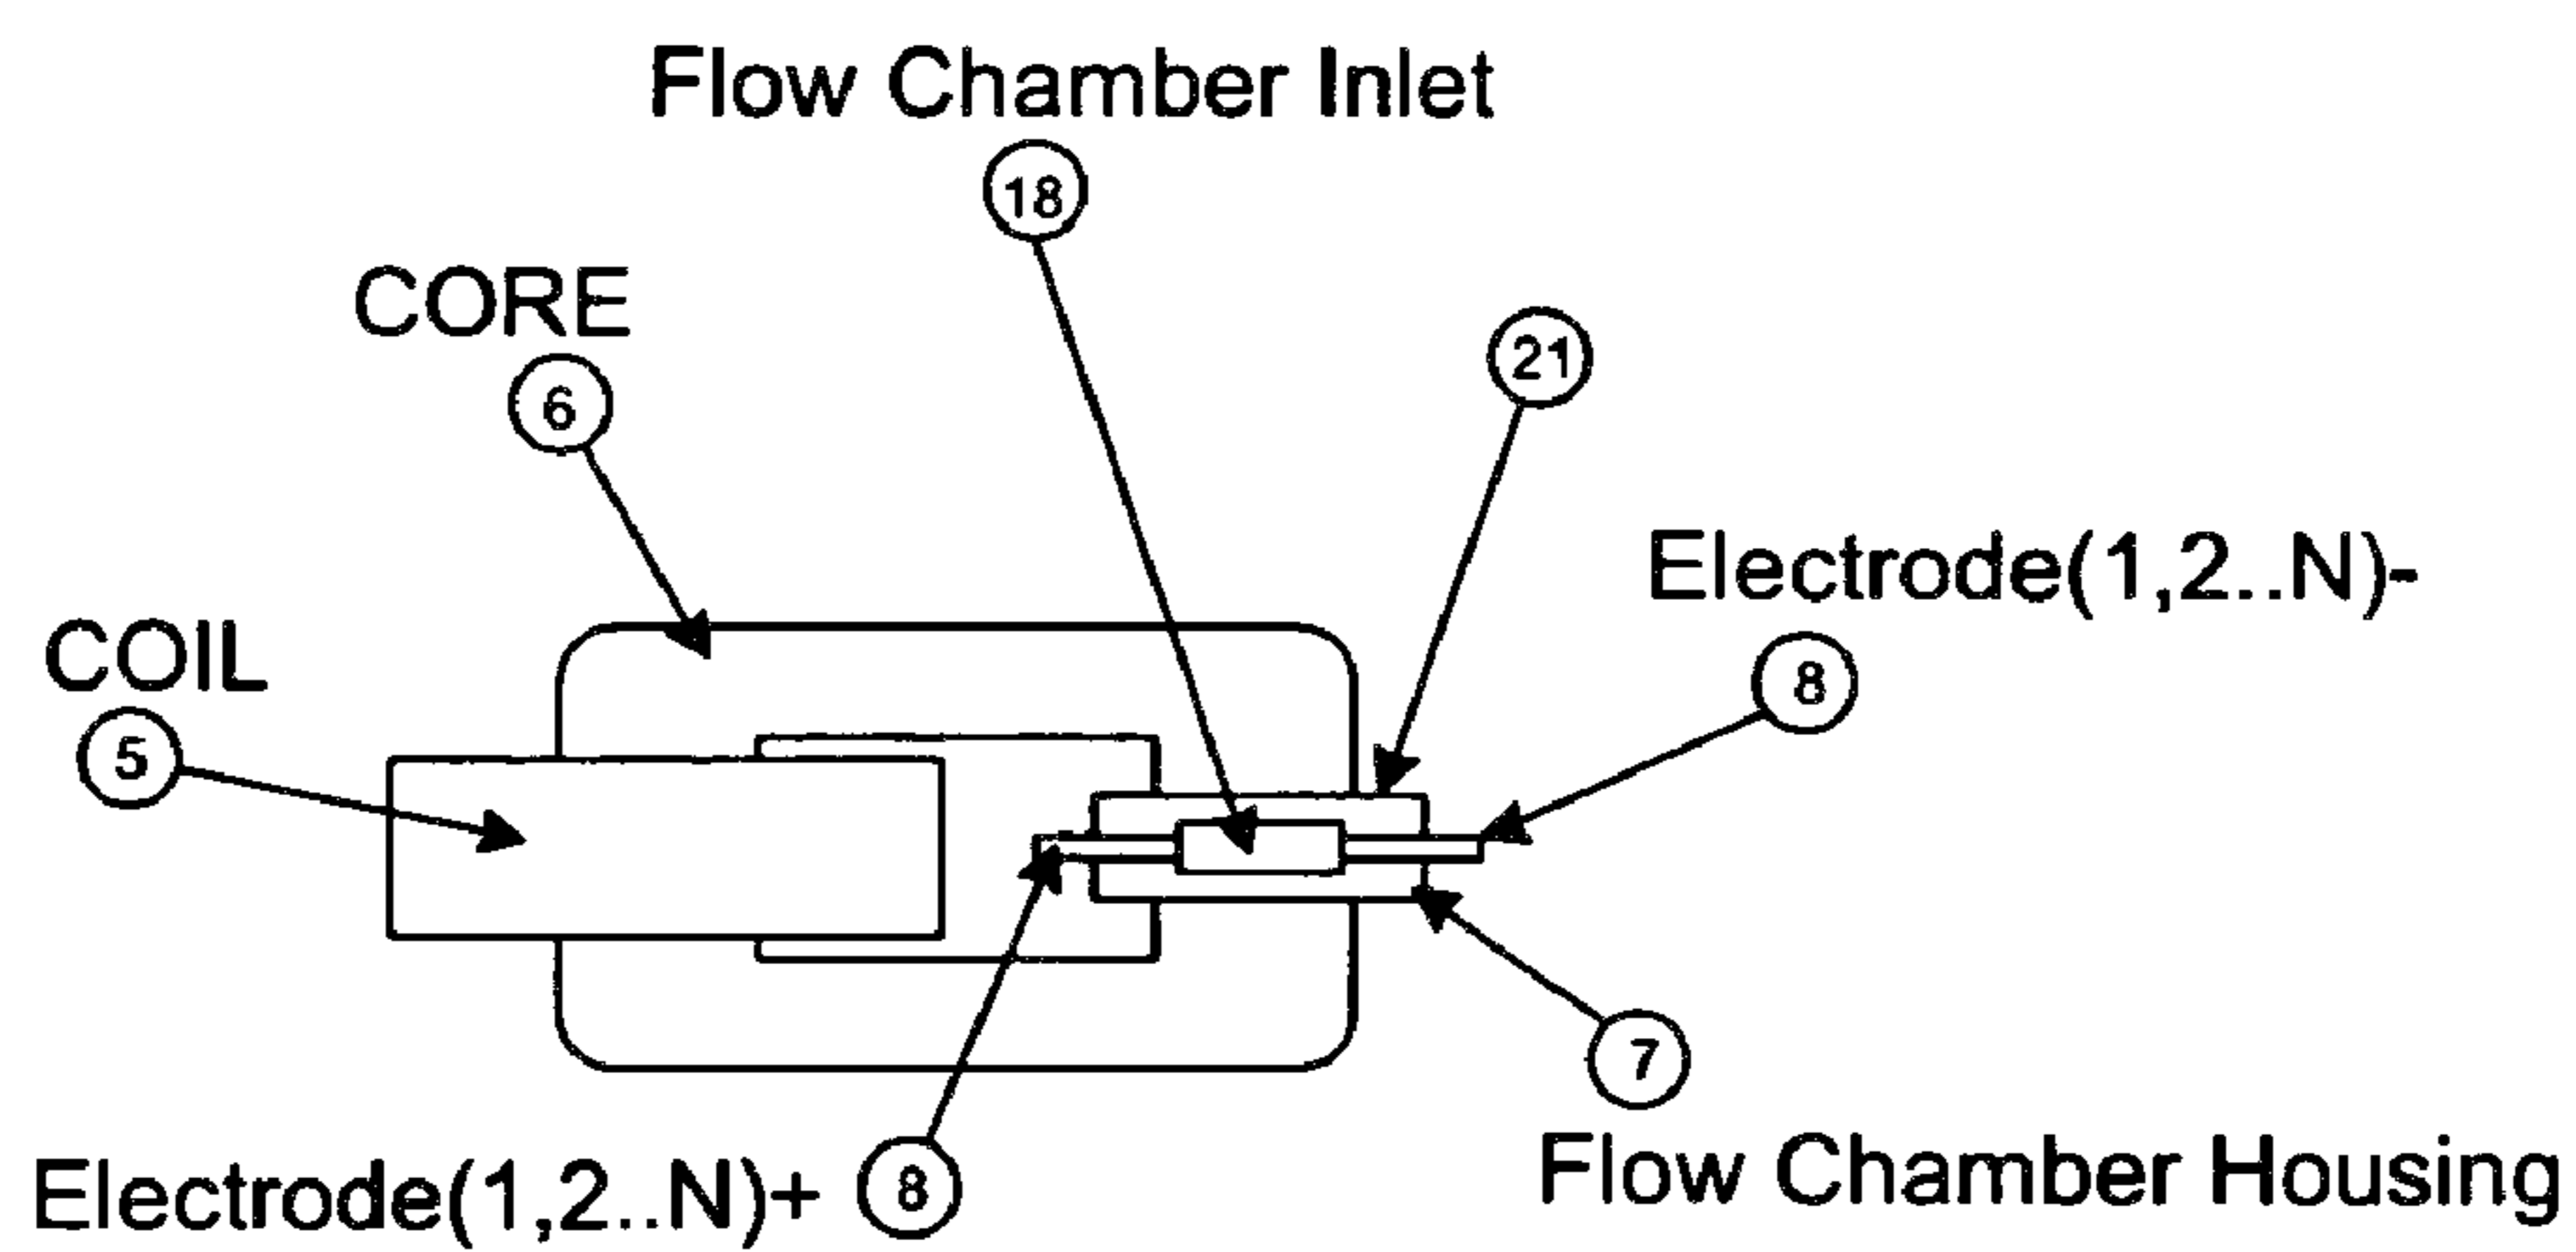 Flow Chamber Inlet
18
CORE
6
21
Electrode(1,2..N)-
8
COIL
5
7
Flow Chamber Housing
Electrode(1,2..N)+ 8